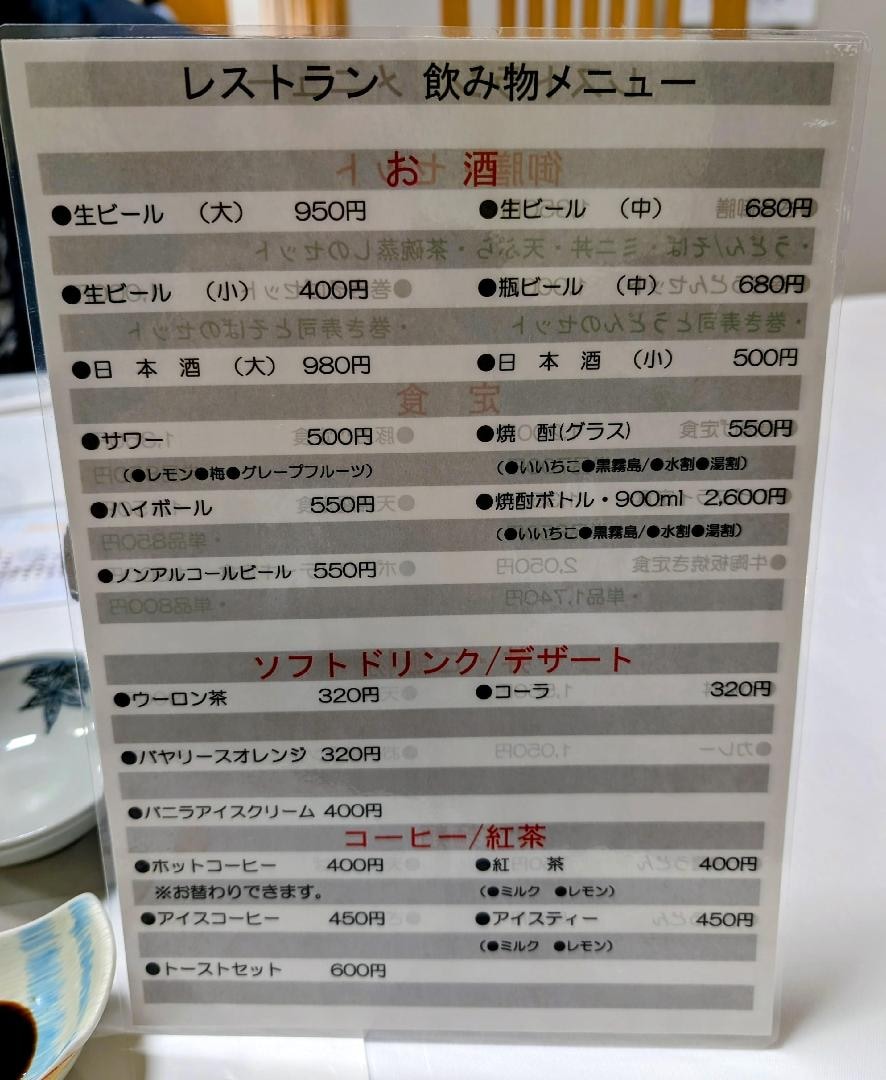 レストラン 飲み物メニュー
お 酒
●生ビール （大） 950円 ●生ビール （中） 680円
●生ビール （小） 400円 ●瓶ビール （中） 680円
●日 本 酒 （大） 980円 ●日 本 酒 （小） 500円
●サワー 500円 ●焼 酎(グラス) 550円
（●レモン●梅●グレープフルーツ） （●いいちこ●黒霧島/●水割●湯割）
●ハイボール 550円 ●焼酎ボトル・900ml 2,600円
（●いいちこ●黒霧島/●水割●湯割）
●ノンアルコールビール 550円
ソフトドリンク/デザート
●ウーロン茶 320円 ●コーラ 320円
●バヤリースオレンジ 320円
●バニラアイスクリーム 400円
コーヒー/紅茶
●ホットコーヒー 400円 ●紅 茶 400円
※お替わりできます。 （●ミルク ●レモン）
●アイスコーヒー 450円 ●アイスティー 450円
（●ミルク ●レモン）
●トーストセット 600円